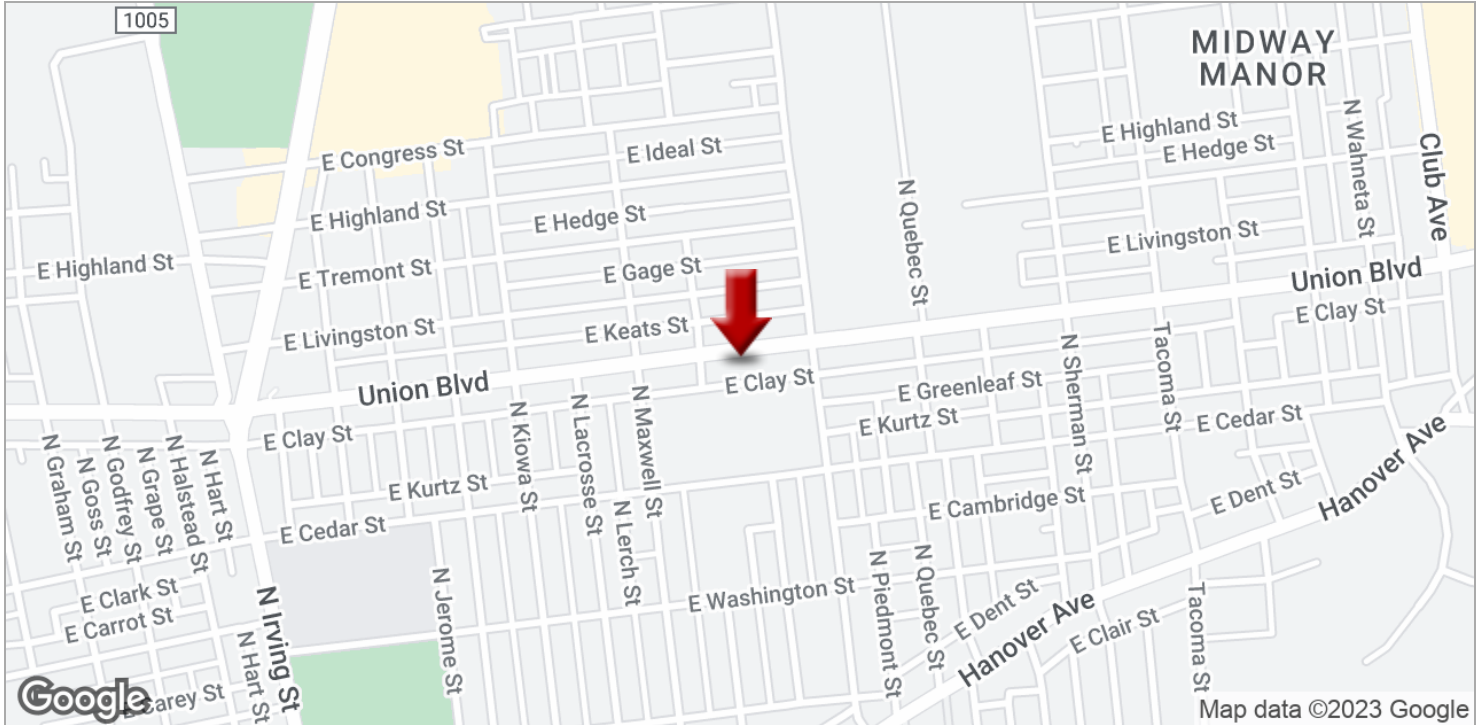 1005
MIDWAY
MANOR
E Congress St
E Ideal St
E Highland St
E Hedge St
N Wahneta St
Club Ave
E Highland St
E Hedge St
N Quebec St
E Highland St
E Tremont St
E Gage St
E Livingston St
Union Blvd
E Livingston St
E Keats St
E Clay St
Union Blvd
E Clay St
E Greenleaf St
N Sherman St
Tacoma St
E Clay St
E Kurtz St
E Cedar St
N Graham St
N Goss St
N Godfrey St
N Grape St
N Halstead St
N Hart St
N Kiowa St
N Lacrosse St
N Maxwell St
E Kurtz St
E Cedar St
N Lerch St
E Cambridge St
E Dent St
Hanover Ave
E Clark St
E Carrot St
N Irving St
N Hart St
N Jerome St
E Washington St
N Piedmont St
N Quebec St
E Dent St
Hanover Ave
E Clair St
Tacoma St
E Carey St
Google
Map data ©2023 Google